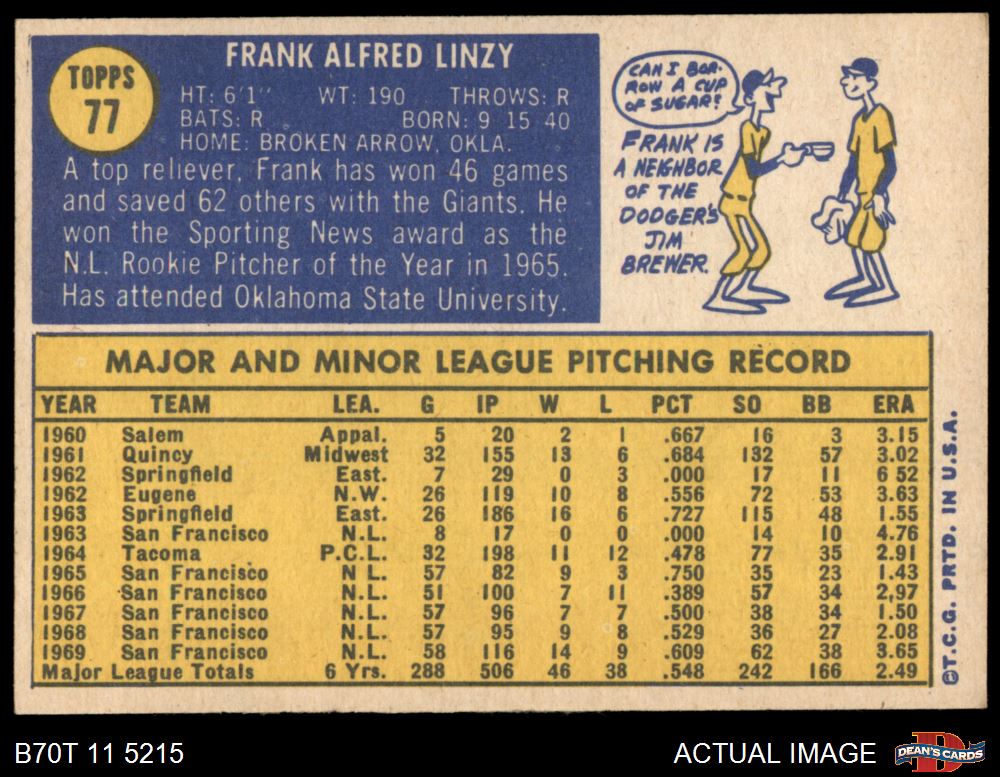 TOPPS
77
FRANK ALFRED LINZY
HT: 6'1" WT: 190 THROWS: R
BATS: R BORN: 9 15 40
HOME: BROKEN ARROW, OKLA.
A top reliever, Frank has won 46 games
and saved 62 others with the Giants. He
won the Sporting News award as the
N.L. Rookie Pitcher of the Year in 1965.
Has attended Oklahoma State University.
CAN I BOR-
ROW A CUP
OF SUGAR?
FRANK IS
A NEIGHBOR
OF THE
DODGER'S
JIM
BREWER.
MAJOR AND MINOR LEAGUE PITCHING RECORD
YEAR TEAM LEA. G IP W L PCT SO BB ERA
1960 Salem Appal. 5 20 2 1 .667 16 3 3.15
1961 Quincy Midwest 32 155 13 6 .684 132 57 3.02
1962 Springfield East. 7 29 0 3 .000 17 11 6 52
1962 Eugene N.W. 26 119 10 8 .556 72 53 3.63
1963 Springfield East. 26 186 16 6 .727 115 48 1.55
1963 San Francisco N.L. 8 17 0 0 .000 14 10 4.76
1964 Tacoma P.C.L. 32 198 11 12 .478 77 35 2.91
1965 San Francisco N L. 57 82 9 3 .750 35 23 1.43
1966 San Francisco N.L. 51 100 7 11 .389 57 34 2,97
1967 San Francisco N.L. 57 96 7 7 .500 38 34 1.50
1968 San Francisco N.L. 57 95 9 8 .529 36 27 2.08
1969 San Francisco N.L. 58 116 14 9 .609 62 38 3.65
Major League Totals 6 Yrs. 288 506 46 38 .548 242 166 2.49
©T.C.G. PRTD. IN U.S.A.
B70T 11 5215
ACTUAL IMAGE
DEAN'S CARDS